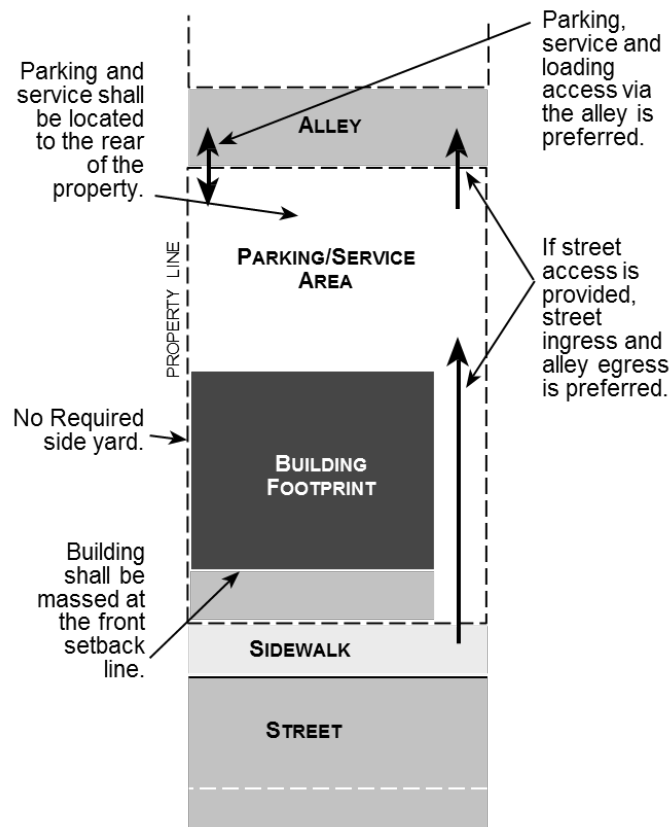 Parking and
service shall
be located
to the rear
of the
property.
Parking,
service and
loading
access via
the alley is
preferred.
ALLEY
PARKING/SERVICE
AREA
PROPERTY LINE
If street
access is
provided,
street
ingress and
alley egress
is preferred.
No Required
side yard.
BUILDING
FOOTPRINT
Building
shall be
massed at
the front
setback
line.
SIDEWALK
STREET